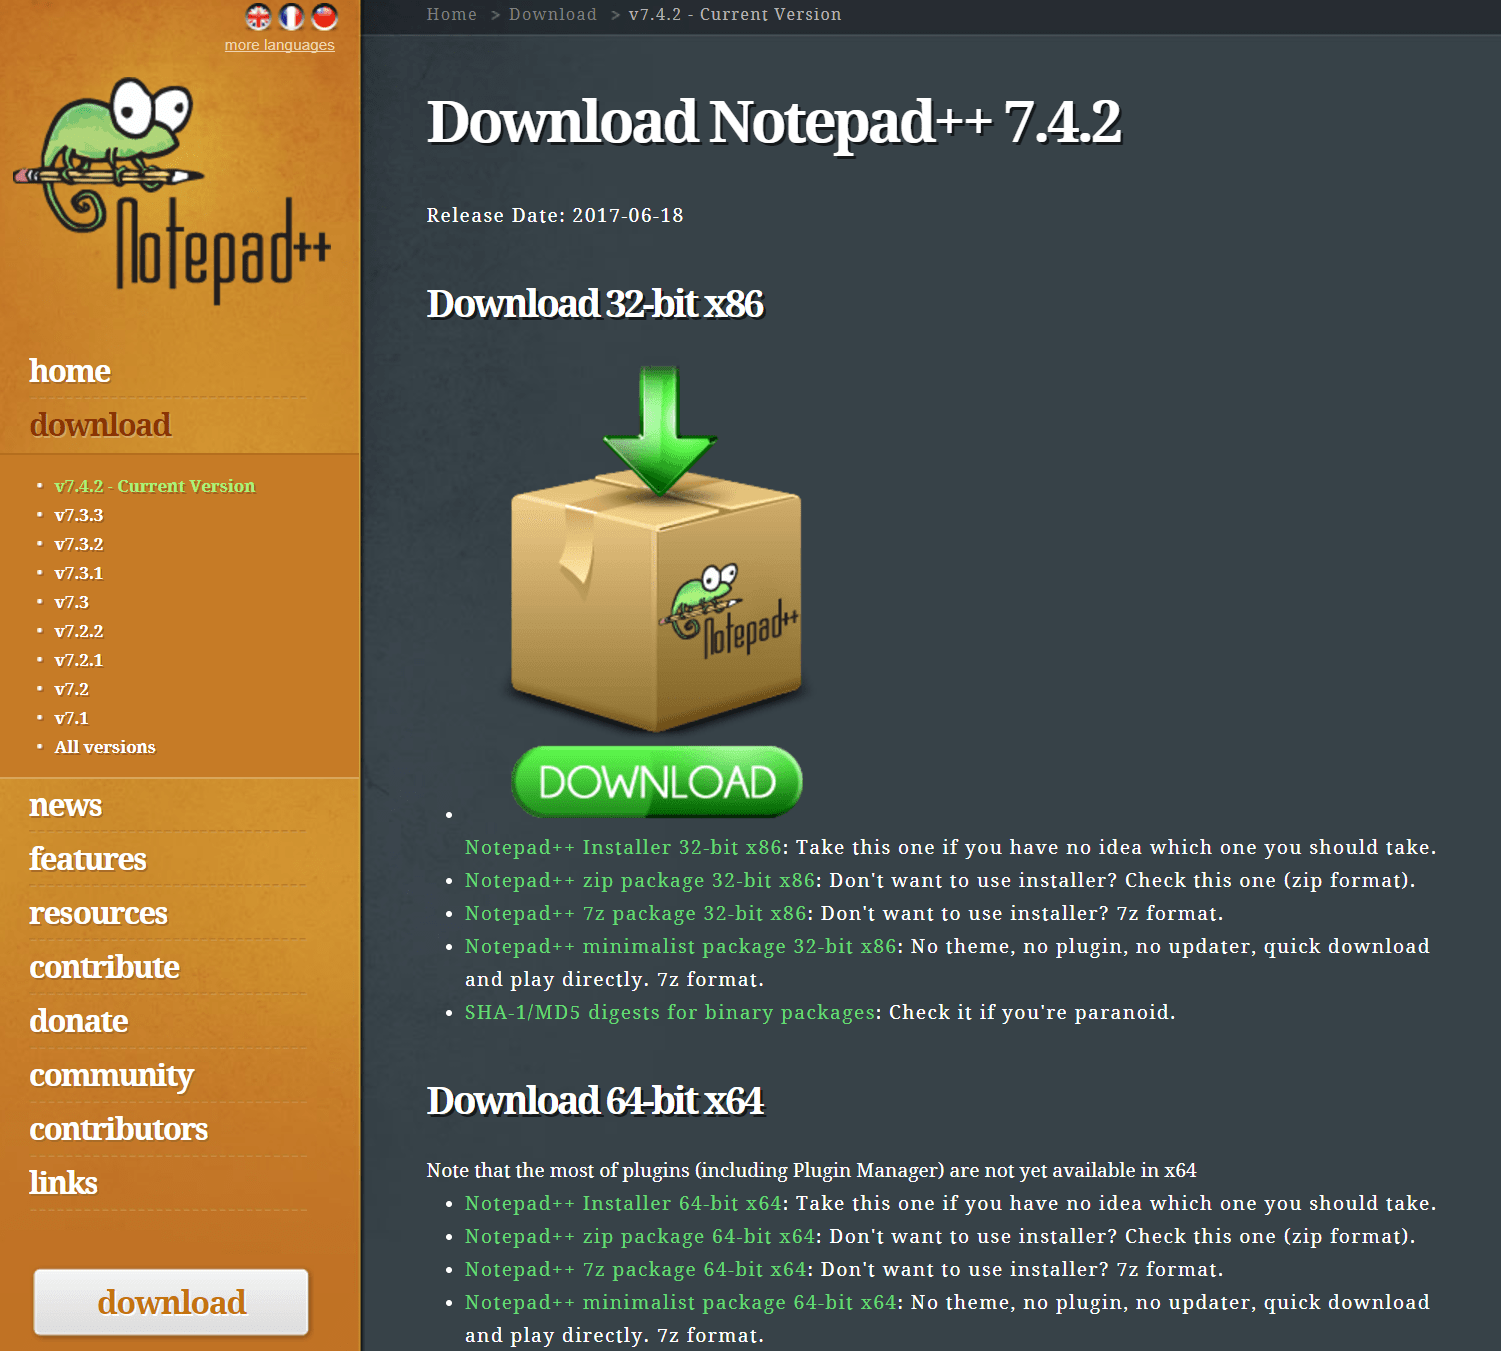 more languages
Notepad++
home
download
v7.4.2 - Current Version
v7.3.3
v7.3.2
v7.3.1
v7.3
v7.2.2
v7.2.1
v7.2
v7.1
All versions
news
features
resources
contribute
donate
community
contributors
links
download
Home > Download > v7.4.2 - Current Version
Download Notepad++ 7.4.2
Release Date: 2017-06-18
Download 32-bit x86
Notepad++
DOWNLOAD
Notepad++ Installer 32-bit x86: Take this one if you have no idea which one you should take.
Notepad++ zip package 32-bit x86: Don't want to use installer? Check this one (zip format).
Notepad++ 7z package 32-bit x86: Don't want to use installer? 7z format.
Notepad++ minimalist package 32-bit x86: No theme, no plugin, no updater, quick download
and play directly. 7z format.
SHA-1/MD5 digests for binary packages: Check it if you're paranoid.
Download 64-bit x64
Note that the most of plugins (including Plugin Manager) are not yet available in x64
Notepad++ Installer 64-bit x64: Take this one if you have no idea which one you should take.
Notepad++ zip package 64-bit x64: Don't want to use installer? Check this one (zip format).
Notepad++ 7z package 64-bit x64: Don't want to use installer? 7z format.
Notepad++ minimalist package 64-bit x64: No theme, no plugin, no updater, quick download
and play directly. 7z format.